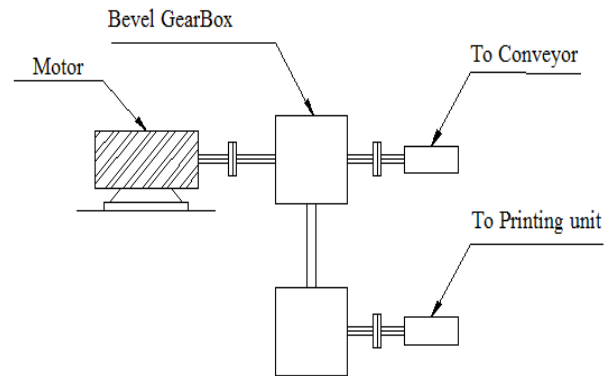 Bevel GearBox
Motor
To Conveyor
To Printing unit